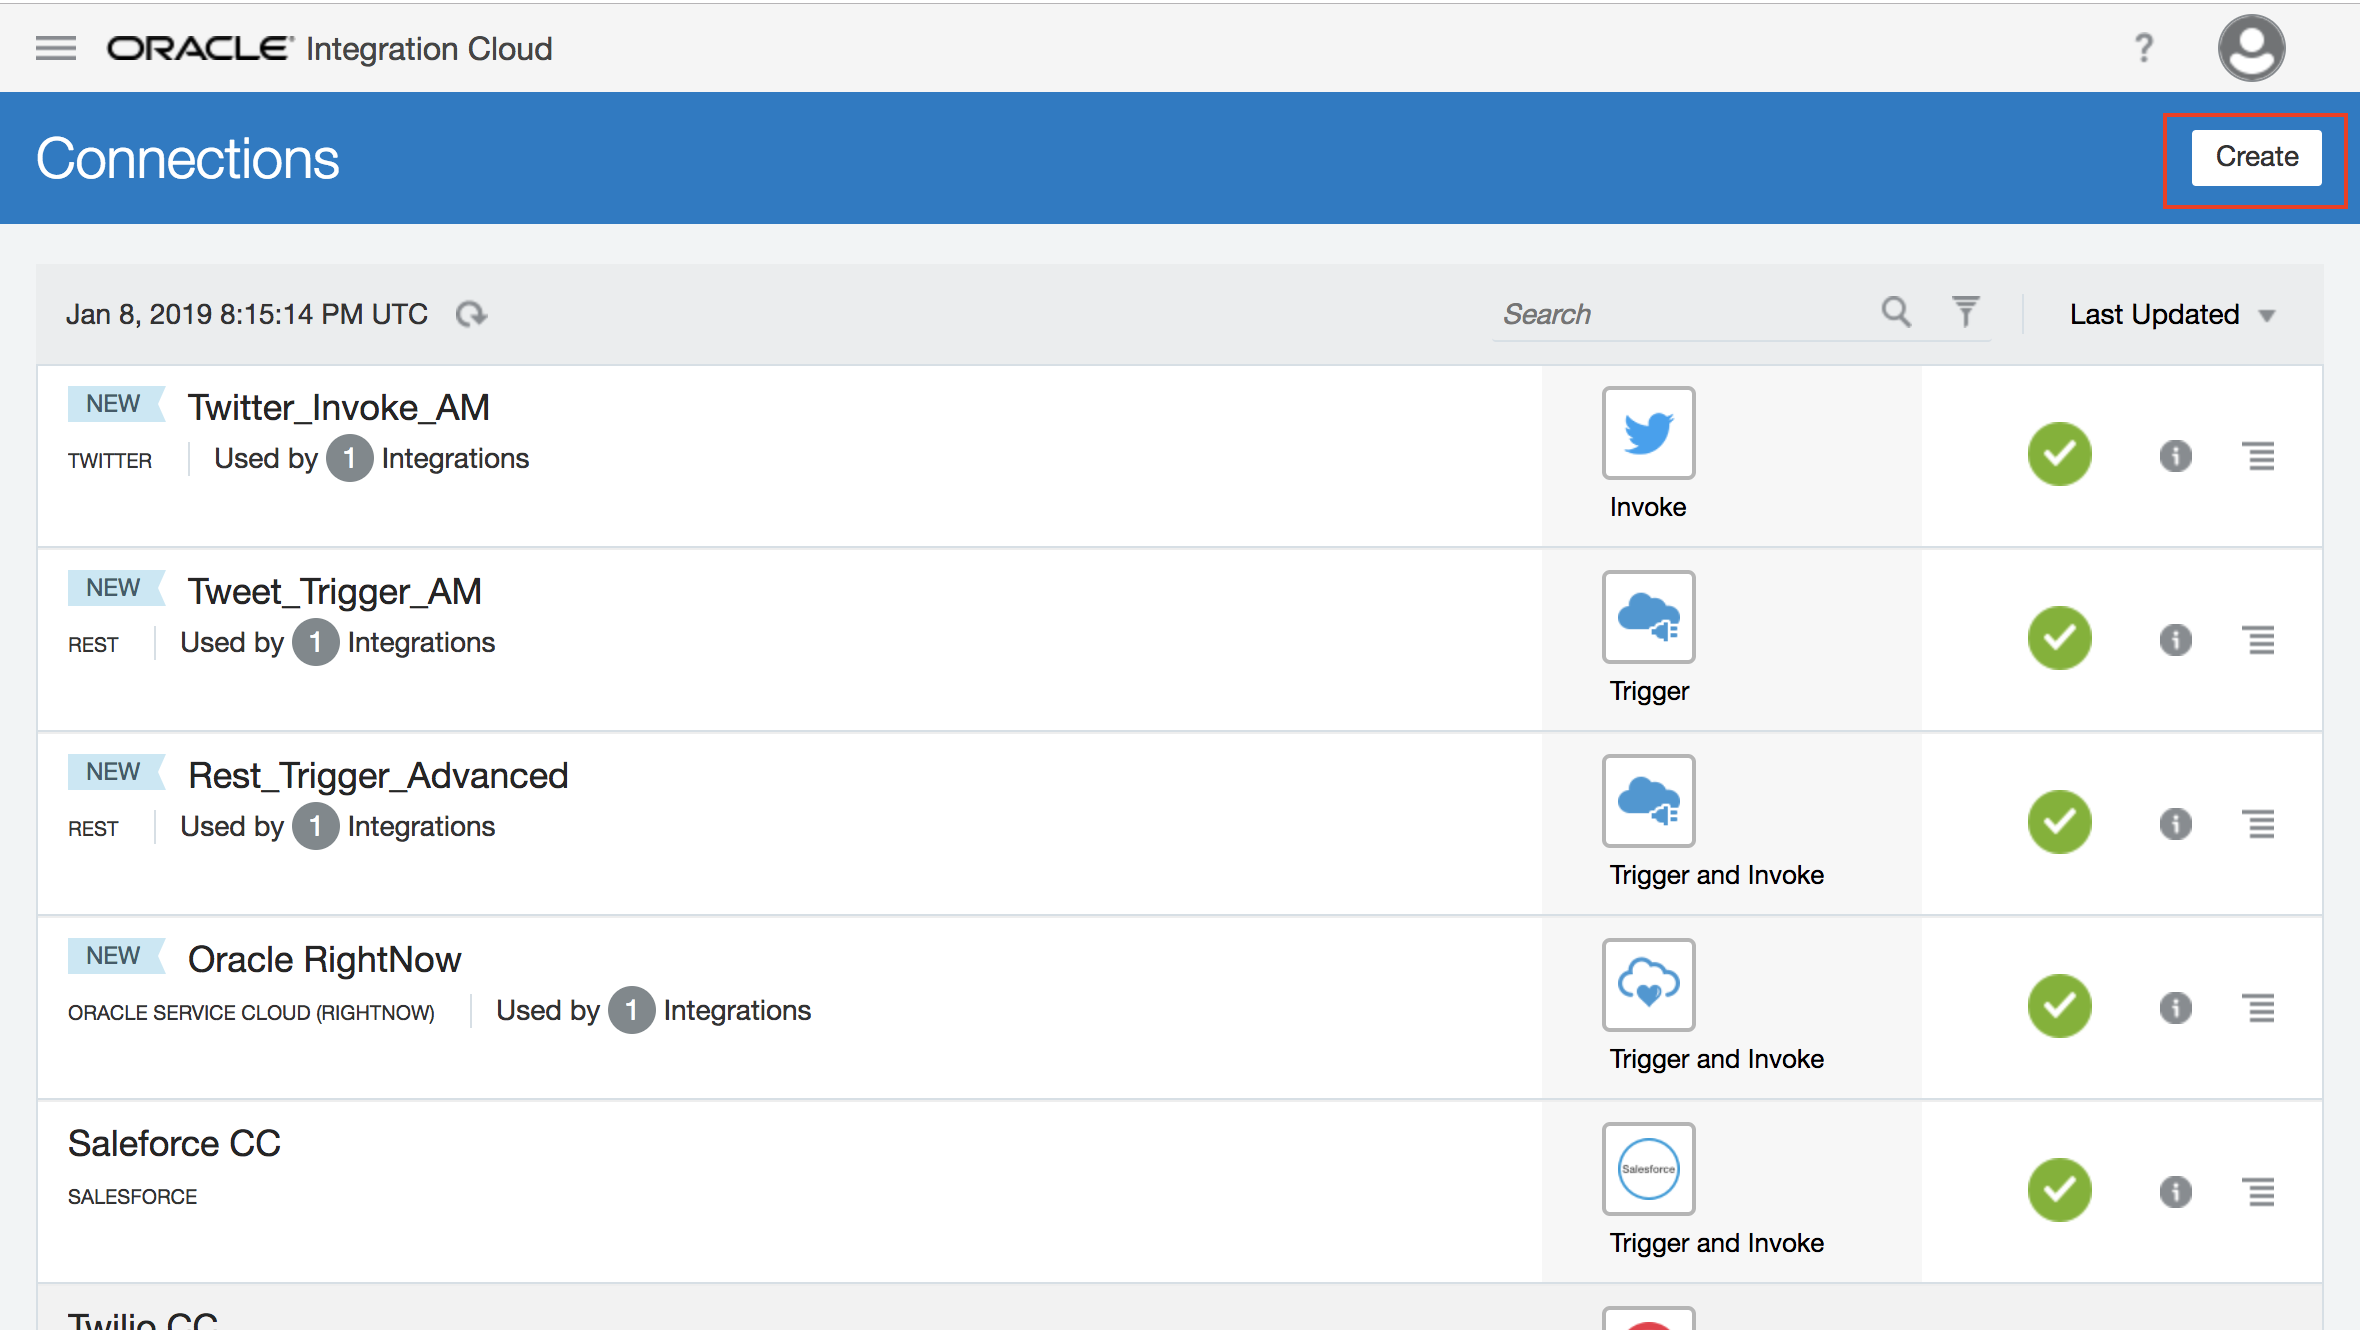 ORACLE Integration Cloud ?
Connections Create
Jan 8, 2019 8:15:14 PM UTC Search Last Updated
NEW Twitter_Invoke_AM
TWITTER Used by 1 Integrations
Invoke
NEW Tweet_Trigger_AM
REST Used by 1 Integrations
Trigger
NEW Rest_Trigger_Advanced
REST Used by 1 Integrations
Trigger and Invoke
NEW Oracle RightNow
ORACLE SERVICE CLOUD (RIGHTNOW) Used by 1 Integrations
Trigger and Invoke
Saleforce CC
SALESFORCE
Salesforce
Trigger and Invoke
Twilio CC